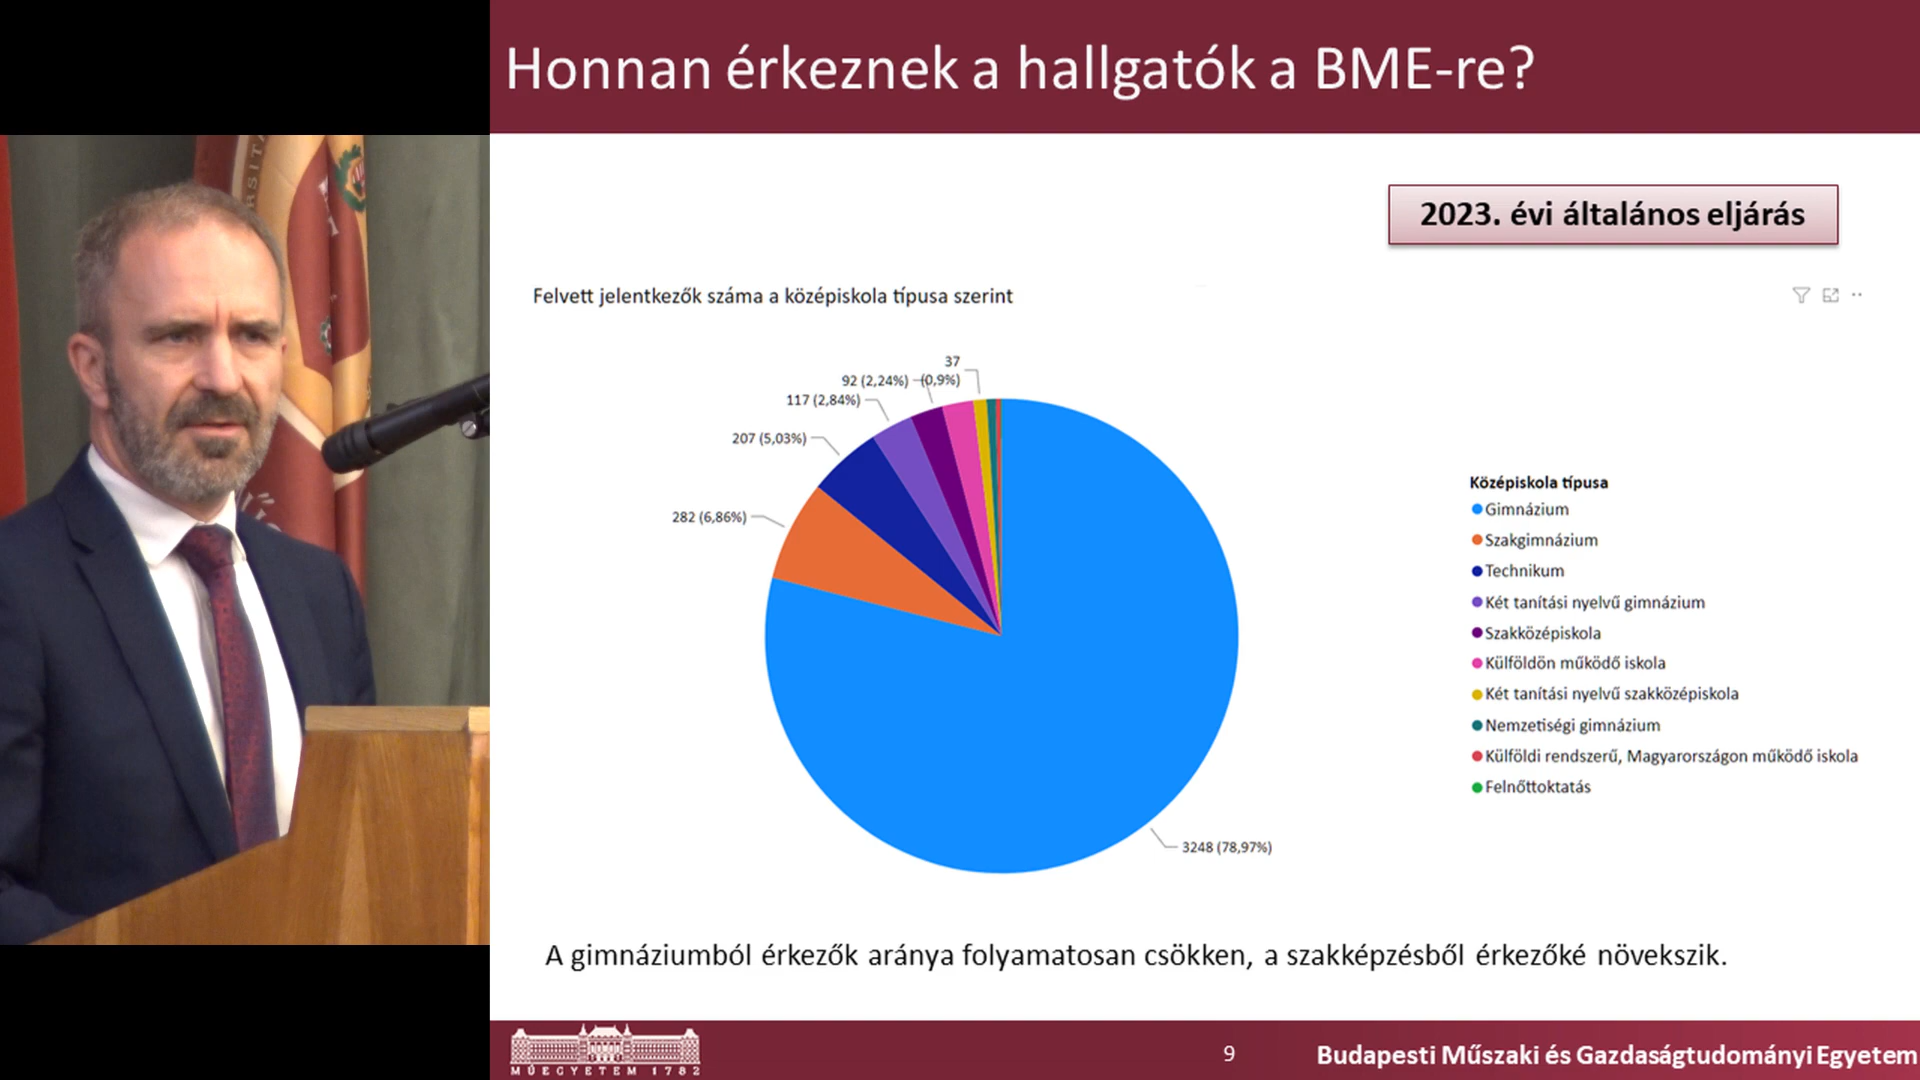 Honnan érkeznek a hallgatók a BME-re?
2023. évi általános eljárás
Felvett jelentkezők száma a középiskola típusa szerint
37
(0,9%)
92 (2,24%)
117 (2,84%)
207 (5,03%)
282 (6,86%)
3248 (78,97%)
Középiskola típusa
Gimnázium
Szakgimnázium
Technikum
Két tanítási nyelvű gimnázium
Szakközépiskola
Külföldön működő iskola
Két tanítási nyelvű szakközépiskola
Nemzetiségi gimnázium
Külföldi rendszerű, Magyarországon működő iskola
Felnőttoktatás
A gimnáziumból érkezők aránya folyamatosan csökken, a szakképzésből érkezőké növekszik.
MŰEGYETEM 1782
9
Budapesti Műszaki és Gazdaságtudományi Egyetem